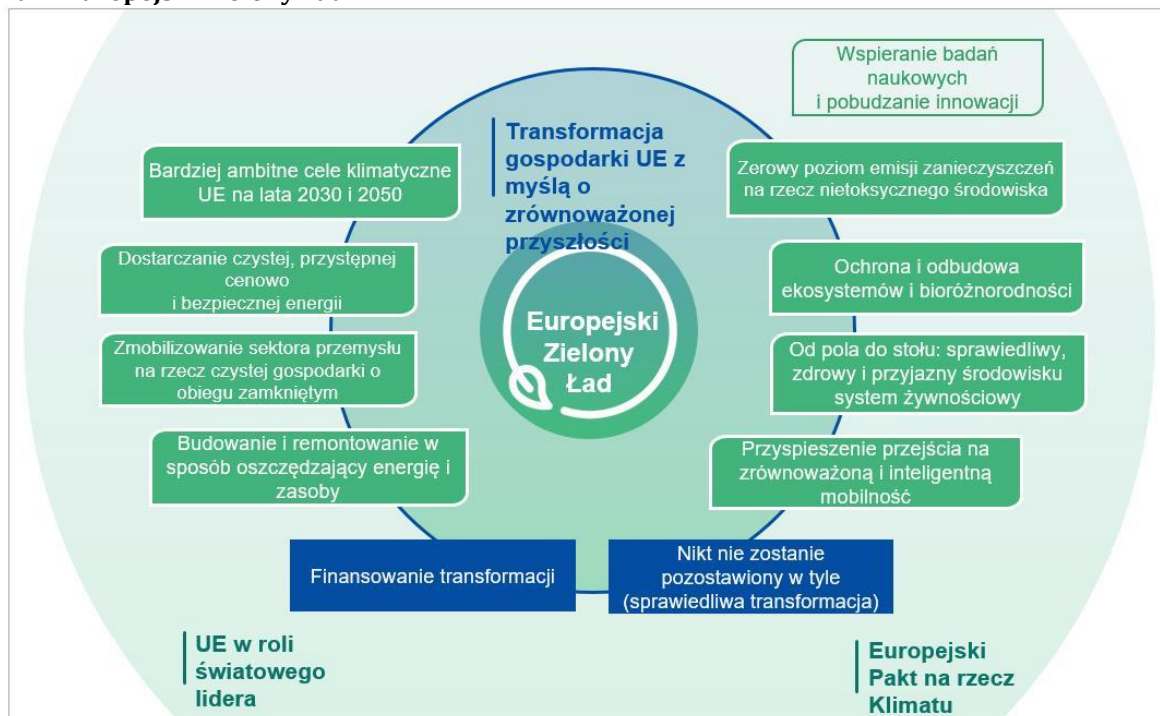 Wspieranie badań
naukowych
i pobudzanie innowacji
Transformacja
gospodarki UE z
myślą o
zrównoważonej
przyszłości
Bardziej ambitne cele klimatyczne
UE na lata 2030 i 2050
Zerowy poziom emisji zanieczyszczeń
na rzecz nietoksycznego środowiska
Dostarczanie czystej, przystępnej
cenowo
i bezpiecznej energii
Ochrona i odbudowa
ekosystemów i bioróżnorodności
Europejski
Zielony
Ład
Zmobilizowanie sektora przemysłu
na rzecz czystej gospodarki o
obiegu zamkniętym
Od pola do stołu: sprawiedliwy,
zdrowy i przyjazny środowisku
system żywnościowy
Budowanie i remontowanie w
sposób oszczędzający energię i
zasoby
Przyspieszenie przejścia na
zrównoważoną i inteligentną
mobilność
Finansowanie transformacji
Nikt nie zostanie
pozostawiony w tyle
(sprawiedliwa transformacja)
UE w roli
światowego
lidera
Europejski
Pakt na rzecz
Klimatu